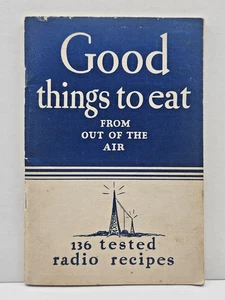 Good
things to eat
FROM
OUT OF THE
AIR
136 tested
radio recipes